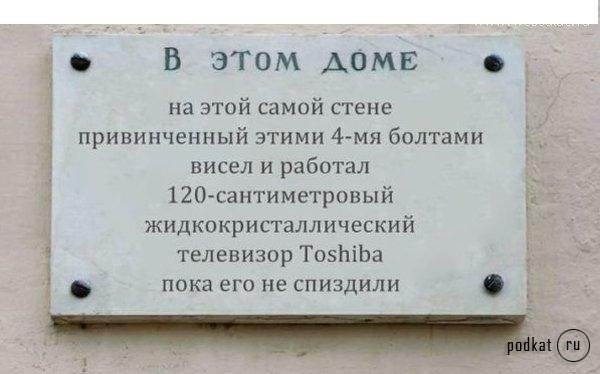 В ЭТОМ ДОМЕ
на этой самой стене
привинченный этими 4-мя болтами
висел и работал
120-сантиметровый
жидкокристаллический
телевизор Toshiba
пока его не спиздили
podkat ru